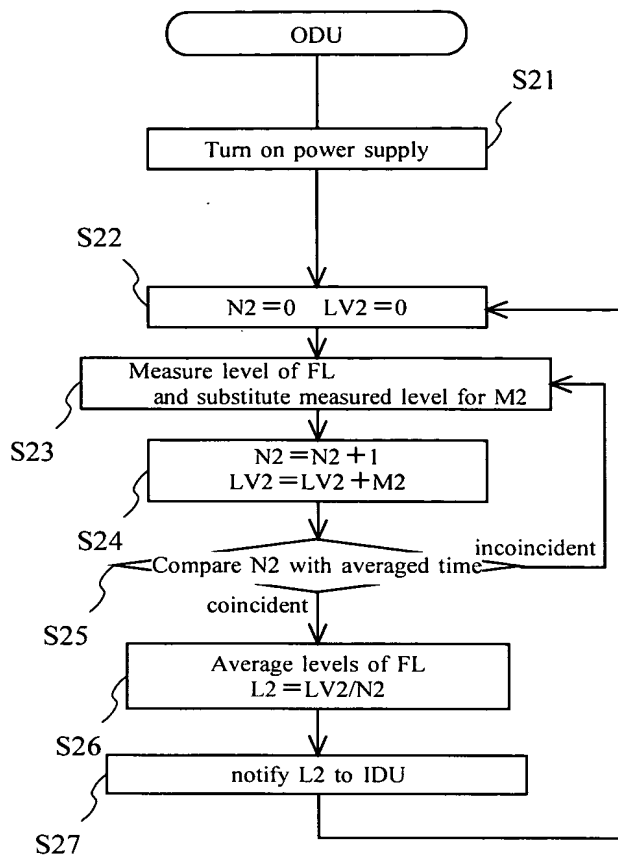 ODU
S21
Turn on power supply
S22
N2=0 LV2=0
Measure level of FL
and substitute measured level for M2
S23
N2=N2+1
LV2=LV2+M2
S24
incoincident
Compare N2 with averaged time
S25
coincident
Average levels of FL
L2=LV2/N2
S26
notify L2 to IDU
S27